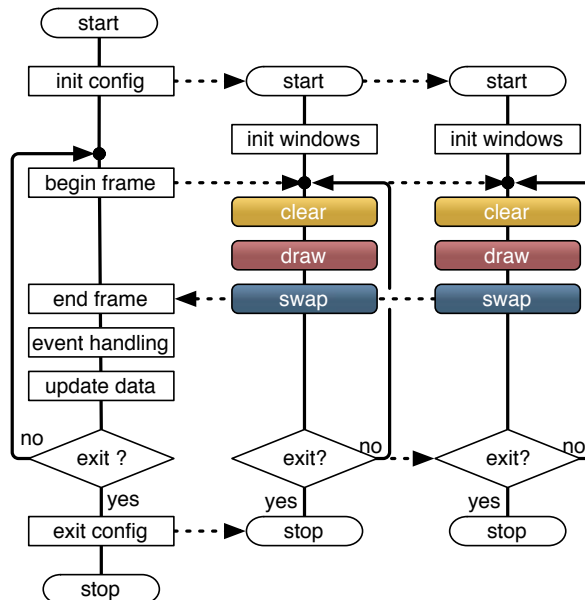 start
init config
start
start
init windows
init windows
begin frame
clear
clear
draw
draw
end frame
swap
swap
event handling
update data
no
exit ?
exit?
no
exit?
no
yes
yes
yes
exit config
stop
stop
stop